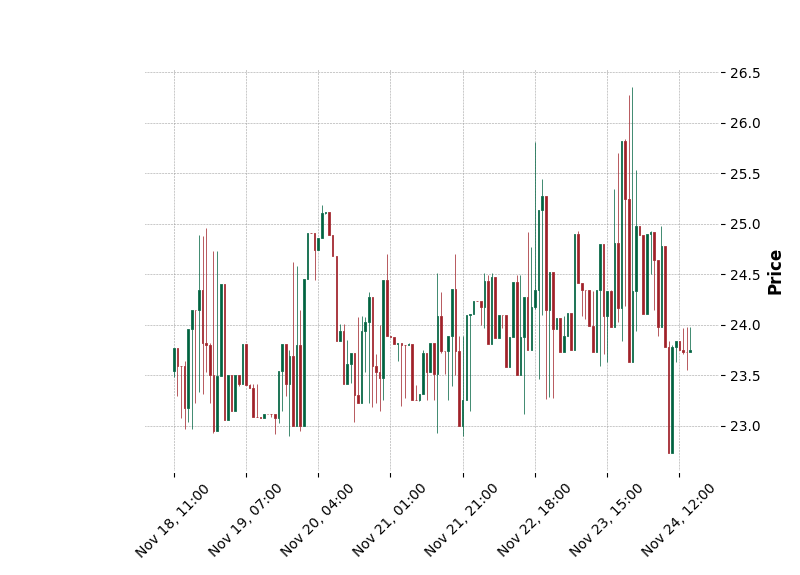 26.5
26.0
25.5
25.0
24.5
24.0
23.5
23.0
Price
Nov 18, 11:00
Nov 19, 07:00
Nov 20, 04:00
Nov 21, 01:00
Nov 21, 21:00
Nov 22, 18:00
Nov 23, 15:00
Nov 24, 12:00